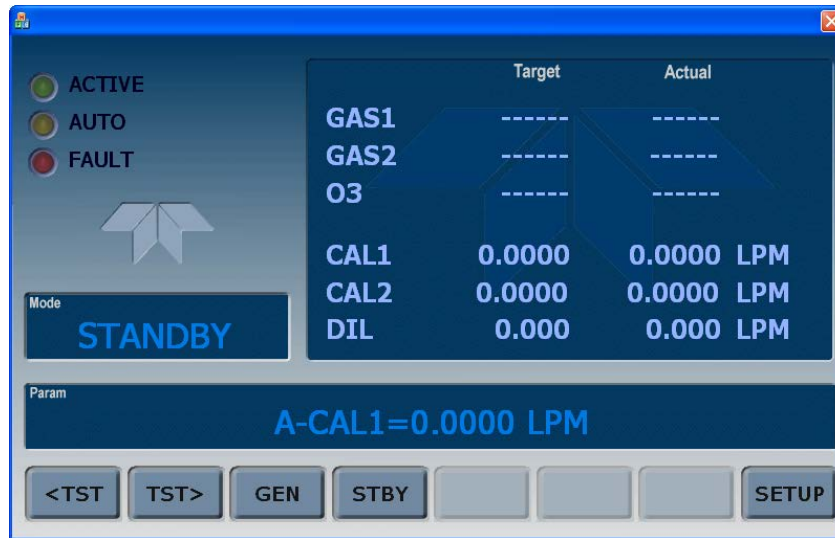 ACTIVE
AUTO
FAULT
Target Actual
GAS1 ------ ------
GAS2 ------ ------
O3 ------ ------
CAL1 0.0000 0.0000 LPM
CAL2 0.0000 0.0000 LPM
DIL 0.000 0.000 LPM
Mode
STANDBY
Param
A-CAL1=0.0000 LPM
<TST TST> GEN STBY SETUP